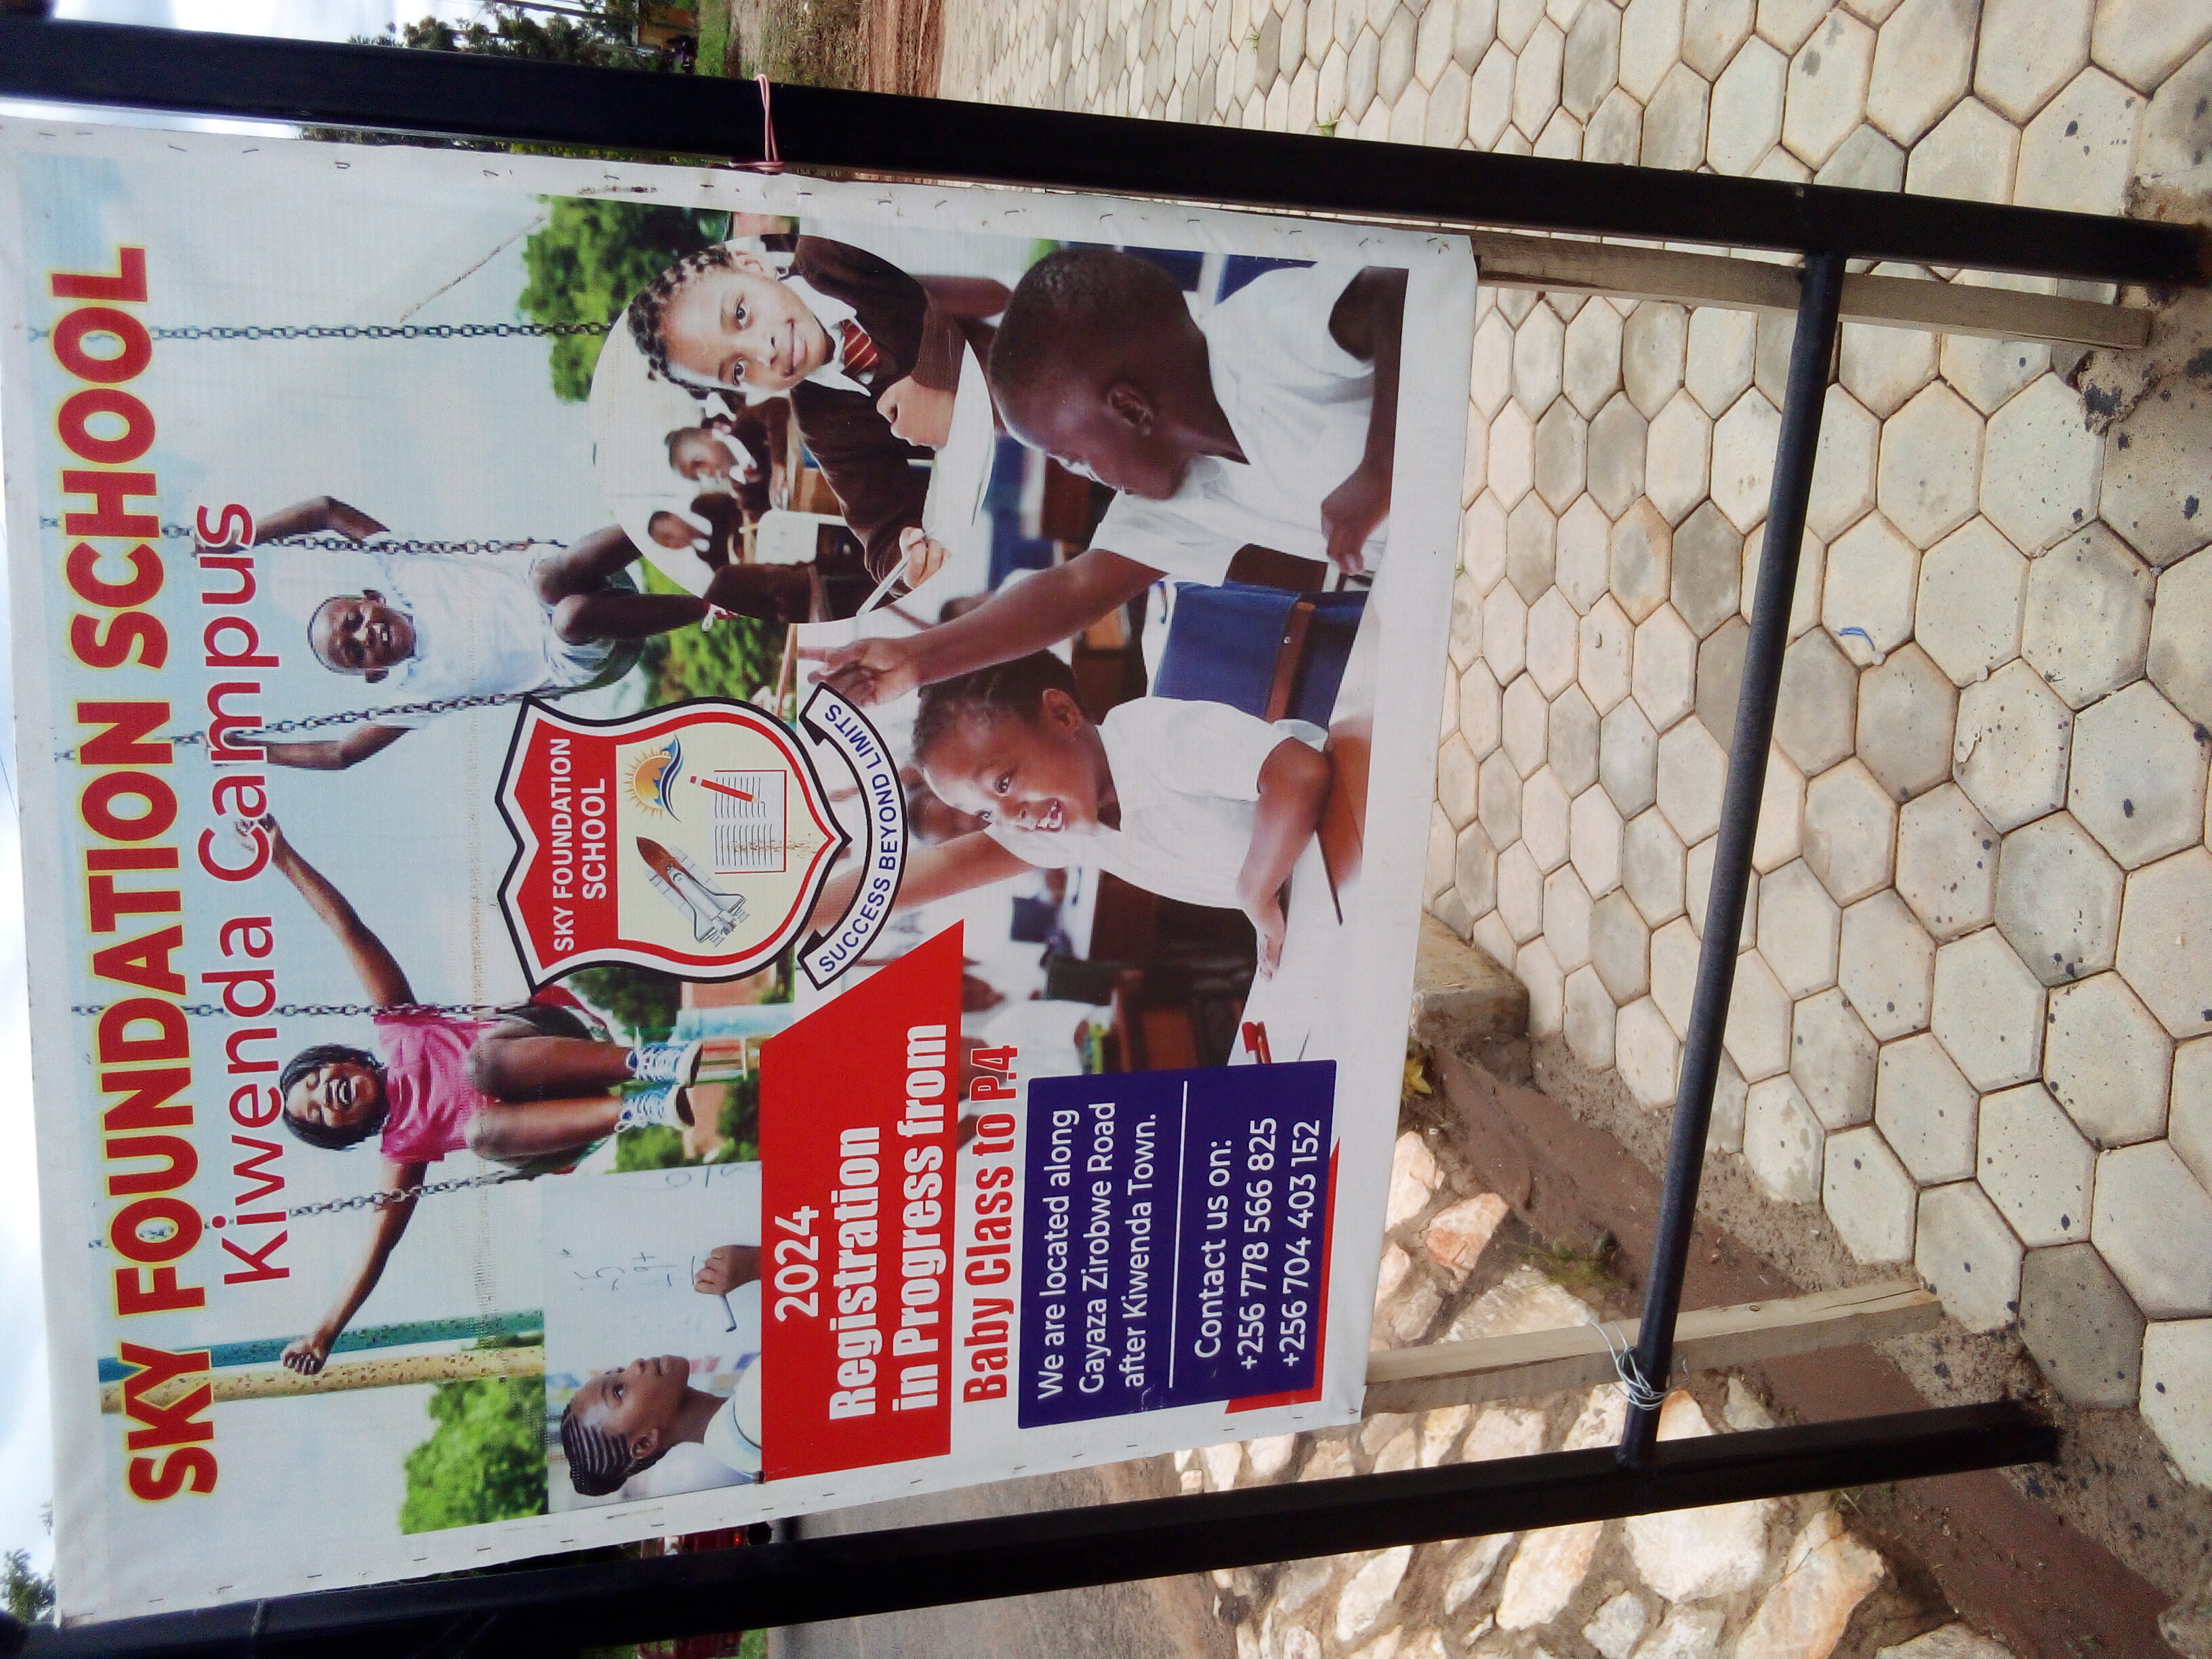 SKY FOUNDATION SCHOOL
Kiwenda Campus
SKY FOUNDATION
SCHOOL
SUCCESS BEYOND LIMITS
2024
Registration
in Progress from
Baby Class to P.4
We are located along
Gayaza Zirobwe Road
after Kiwenda Town.
Contact us on:
+256 778 566 825
+256 704 403 152